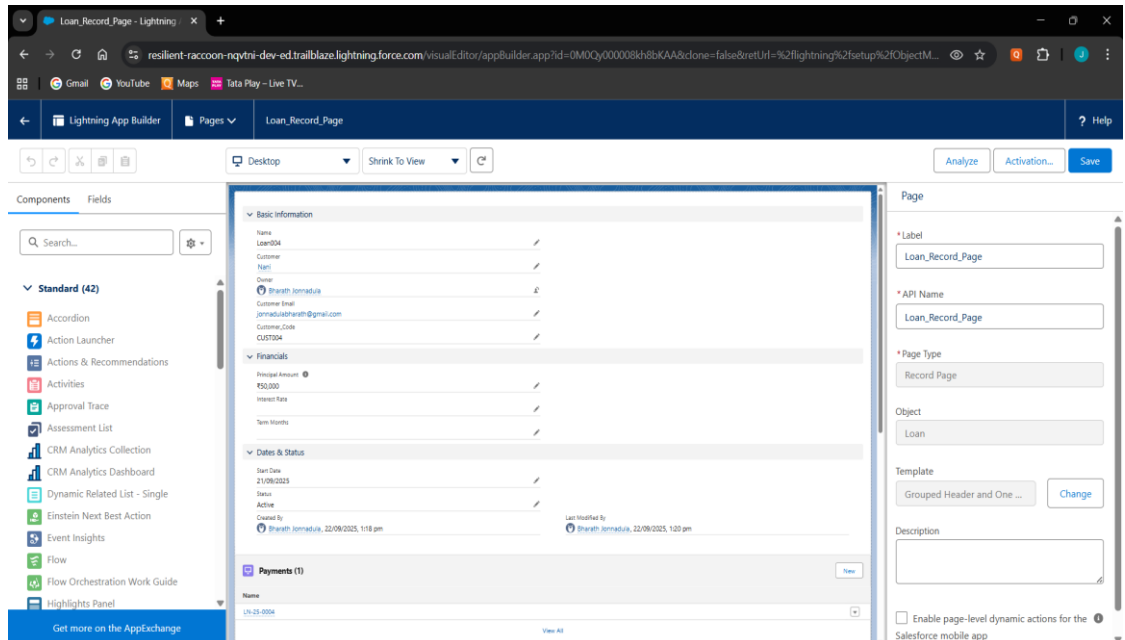 Loan_Record_Page - Lightning
resilient-raccoon-nqvtni-dev-ed.trailblaze.lightning.force.com/visualEditor/appBuilder.app?id=0M0Qy000008kh8bKAA&clone=false&retUrl=%2flightning%2fsetup%2fObjectM...
Gmail YouTube Maps Tata Play – Live TV...
Lightning App Builder Pages Loan_Record_Page ? Help
Desktop Shrink To View Analyze Activation... Save
Components Fields
Search...
Standard (42)
Accordion
Action Launcher
Actions & Recommendations
Activities
Approval Trace
Assessment List
CRM Analytics Collection
CRM Analytics Dashboard
Dynamic Related List - Single
Einstein Next Best Action
Event Insights
Flow
Flow Orchestration Work Guide
Highlights Panel
Get more on the AppExchange
Basic Information
Name
Loan004
Customer
Nani
Owner
Bharath Jonnadula
Customer Email
jonnadulabharath@gmail.com
Customer_Code
CUST004
Financials
Principal Amount
₹50,000
Interest Rate
Term Months
Dates & Status
Start Date
21/09/2025
Status
Active
Created By
Bharath Jonnadula, 22/09/2025, 1:18 pm
Last Modified By
Bharath Jonnadula, 22/09/2025, 1:20 pm
Payments (1) New
Name
LN-25-0004
View All
Page
*Label
Loan_Record_Page
*API Name
Loan_Record_Page
*Page Type
Record Page
Object
Loan
Template
Grouped Header and One ... Change
Description
Enable page-level dynamic actions for the
Salesforce mobile app